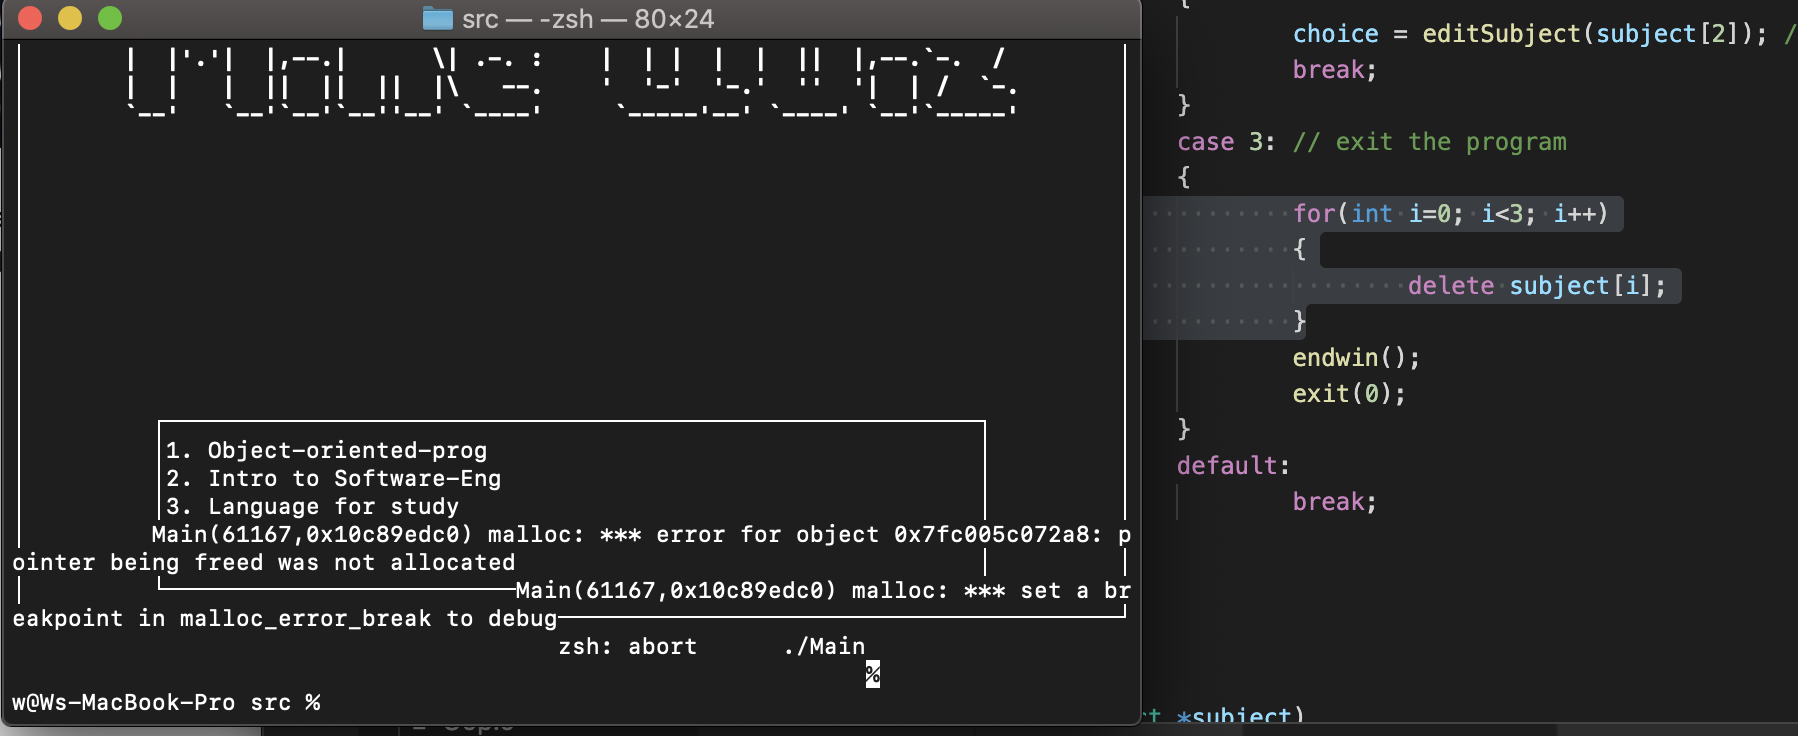 src — -zsh — 80×24
1. Object-oriented-prog
2. Intro to Software-Eng
3. Language for study
Main(61167,0x10c89edc0) malloc: *** error for object 0x7fc005c072a8: p
ointer being freed was not allocated
Main(61167,0x10c89edc0) malloc: *** set a br
eakpoint in malloc_error_break to debug
zsh: abort      ./Main
%
w@Ws-MacBook-Pro src %
{
choice = editSubject(subject[2]); /
break;
}
case 3: // exit the program
{
for(int i=0; i<3; i++)
{
delete subject[i];
}
endwin();
exit(0);
}
default:
break;
*subject)